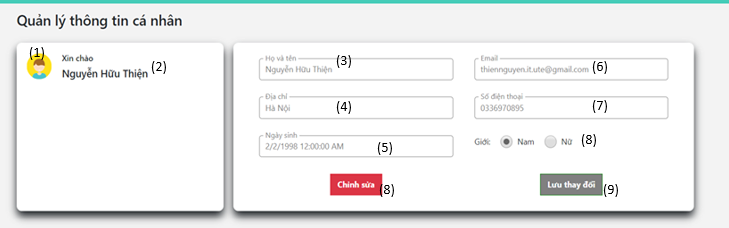 Quản lý thông tin cá nhân
(1)
Xin chào
Nguyễn Hữu Thiện (2)
Họ và tên
Nguyễn Hữu Thiện (3)
Email
thiennguyen.it.ute@gmail.com (6)
Địa chỉ
Hà Nội (4)
Số điện thoại
0336970895 (7)
Ngày sinh
2/2/1998 12:00:00 AM (5)
Giới: Nam Nữ (8)
Chỉnh sửa (8)
Lưu thay đổi (9)